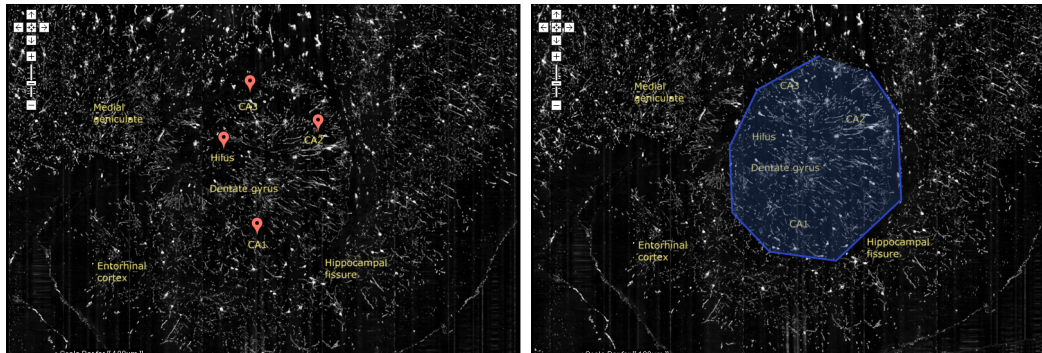 CA3
Medial
geniculate
CA2
Hilus
Dentate gyrus
CA1
Entorhinal
cortex
Hippocampal
fissure
CA3
Medial
geniculate
CA2
Hilus
Dentate gyrus
CA1
Entorhinal
cortex
Hippocampal
fissure